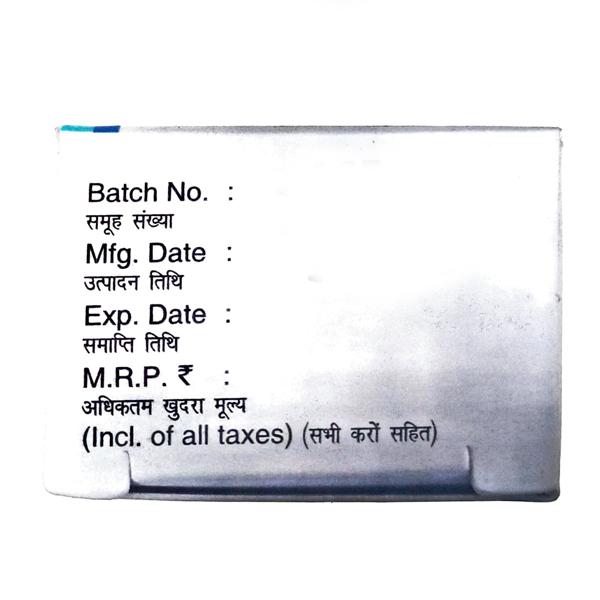 Batch No. :
समूह संख्या
Mfg. Date :
उत्पादन तिथि
Exp. Date :
समाप्ति तिथि
M.R.P. ₹ :
अधिकतम खुदरा मूल्य
(Incl. of all taxes) (सभी करों सहित)